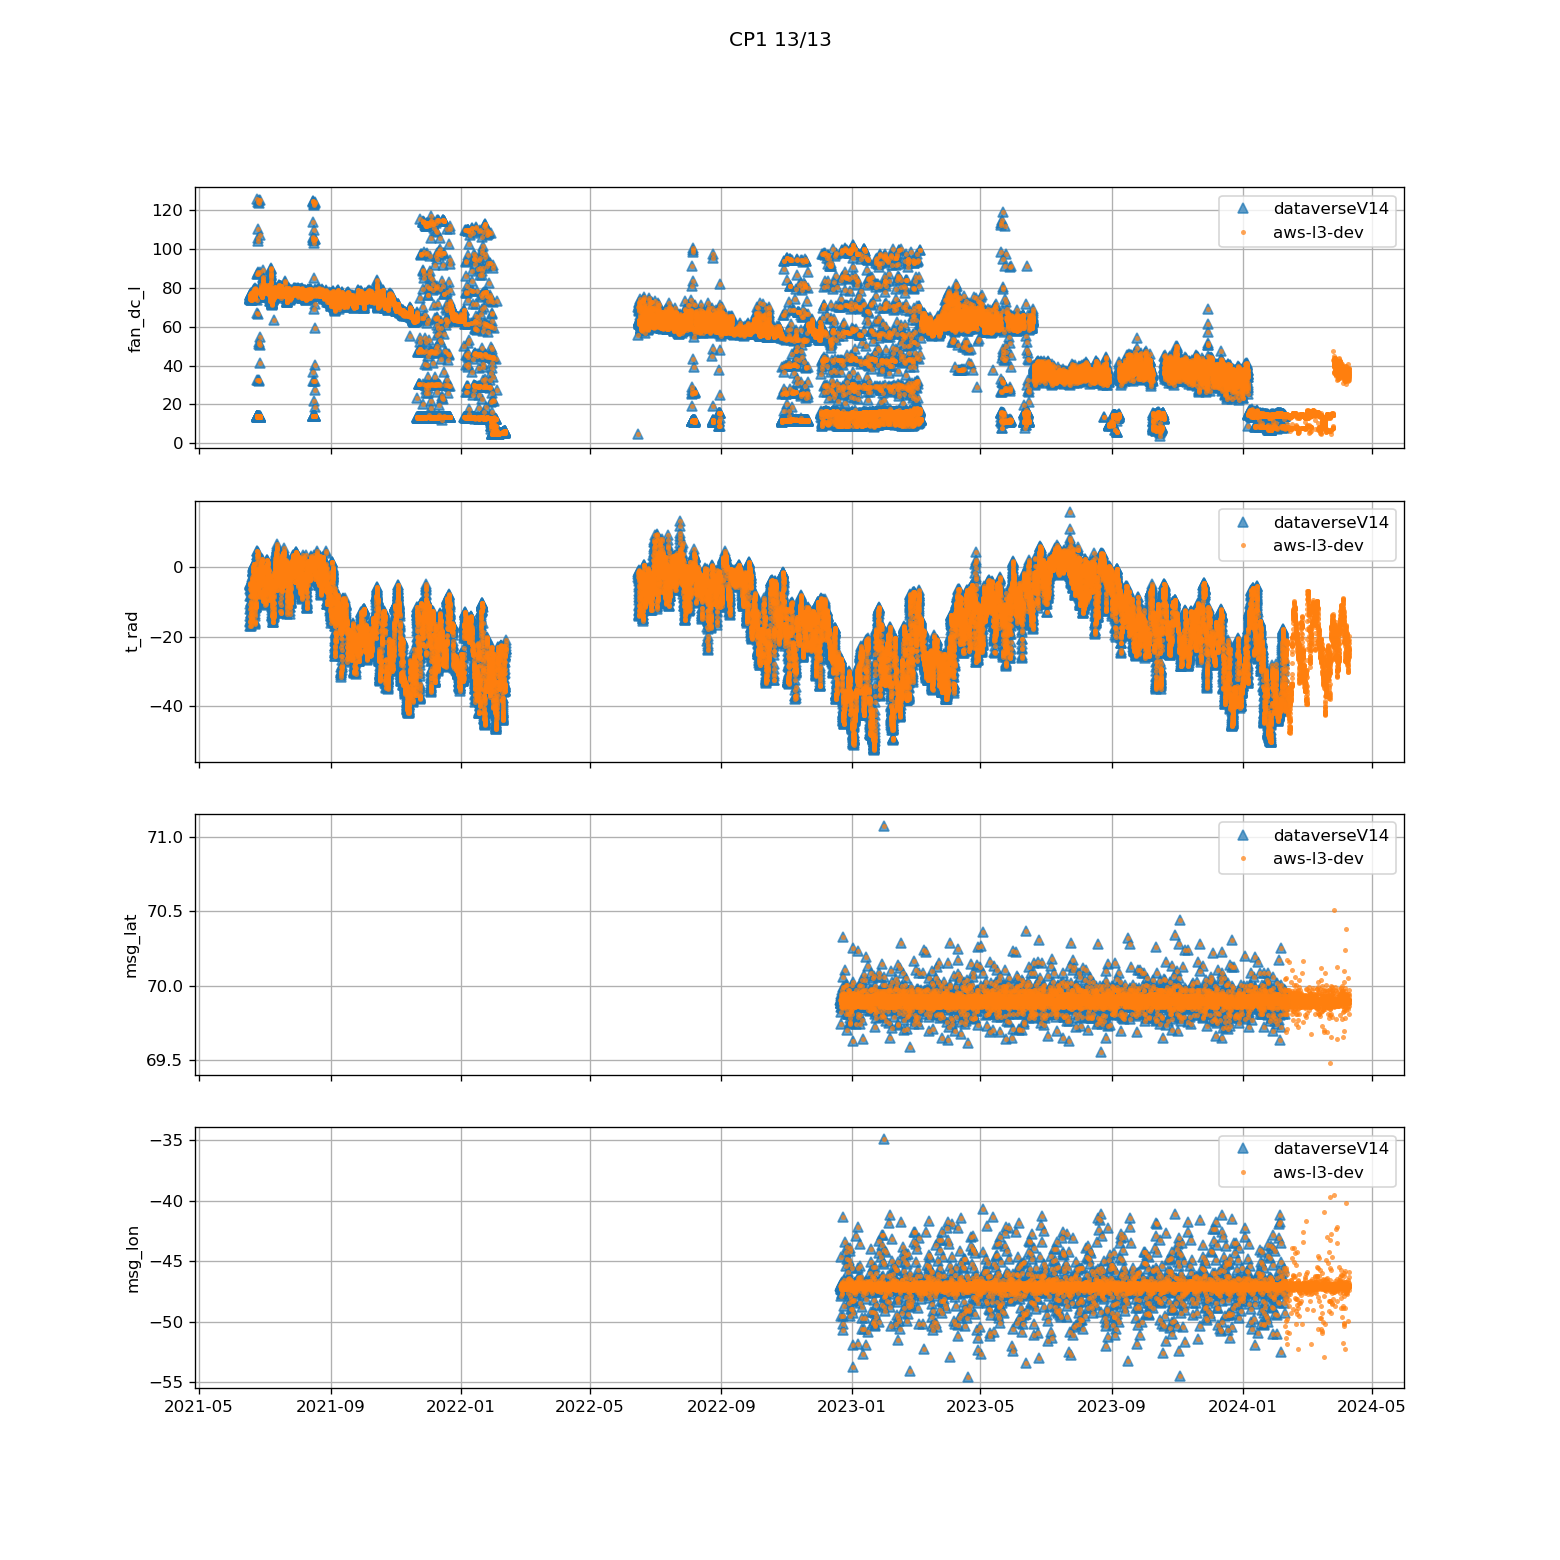 CP1 13/13
fan_dc_l
120
100
80
60
40
20
0
dataverseV14
aws-l3-dev
t_rad
0
−20
−40
dataverseV14
aws-l3-dev
msg_lat
71.0
70.5
70.0
69.5
dataverseV14
aws-l3-dev
msg_lon
−35
−40
−45
−50
−55
dataverseV14
aws-l3-dev
2021-05 2021-09 2022-01 2022-05 2022-09 2023-01 2023-05 2023-09 2024-01 2024-05